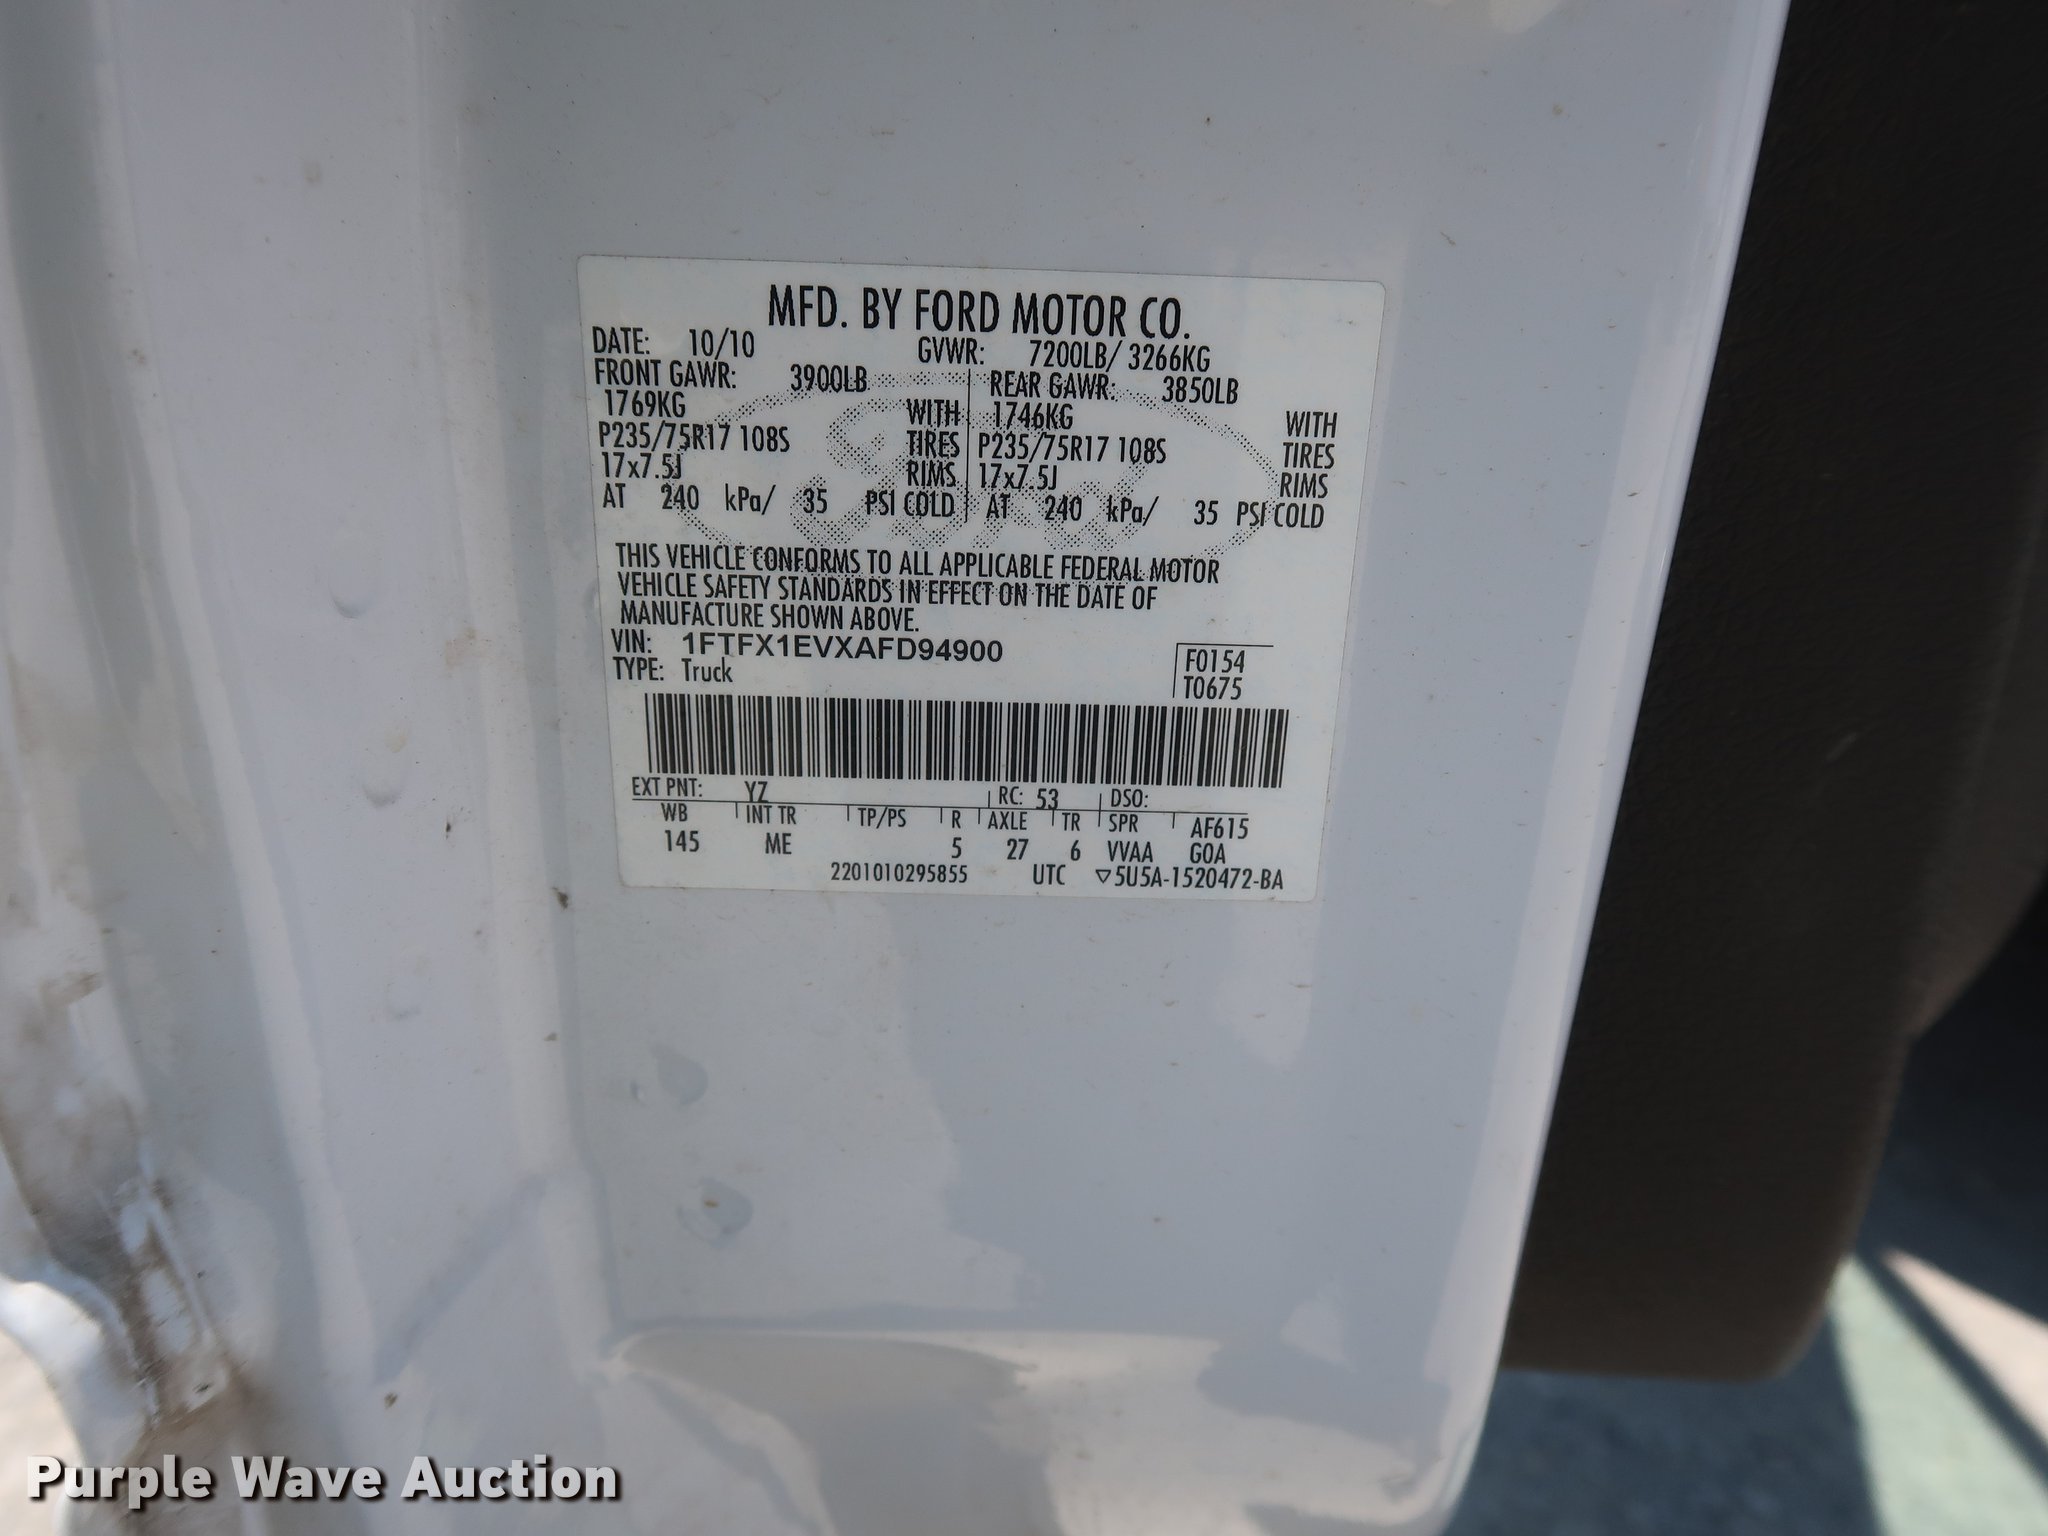 MFD. BY FORD MOTOR CO.
DATE: 10/10 GVWR: 7200LB/ 3266KG
FRONT GAWR: 3900LB REAR GAWR: 3850LB
1769KG WITH 1746KG WITH
P235/75R17 108S TIRES P235/75R17 108S TIRES
17x7.5J RIMS 17x7.5J RIMS
AT 240 kPa/ 35 PSI COLD AT 240 kPa/ 35 PSI COLD
THIS VEHICLE CONFORMS TO ALL APPLICABLE FEDERAL MOTOR
VEHICLE SAFETY STANDARDS IN EFFECT ON THE DATE OF
MANUFACTURE SHOWN ABOVE.
VIN: 1FTFX1EVXAFD94900
TYPE: Truck
F0154
T0675
EXT PNT: YZ RC: 53 DSO:
WB INT TR TP/PS R AXLE TR SPR AF615
145 ME 5 27 6 VVAA GOA
2201010295855 UTC ▽5U5A-1520472-BA
Ford
Purple Wave Auction